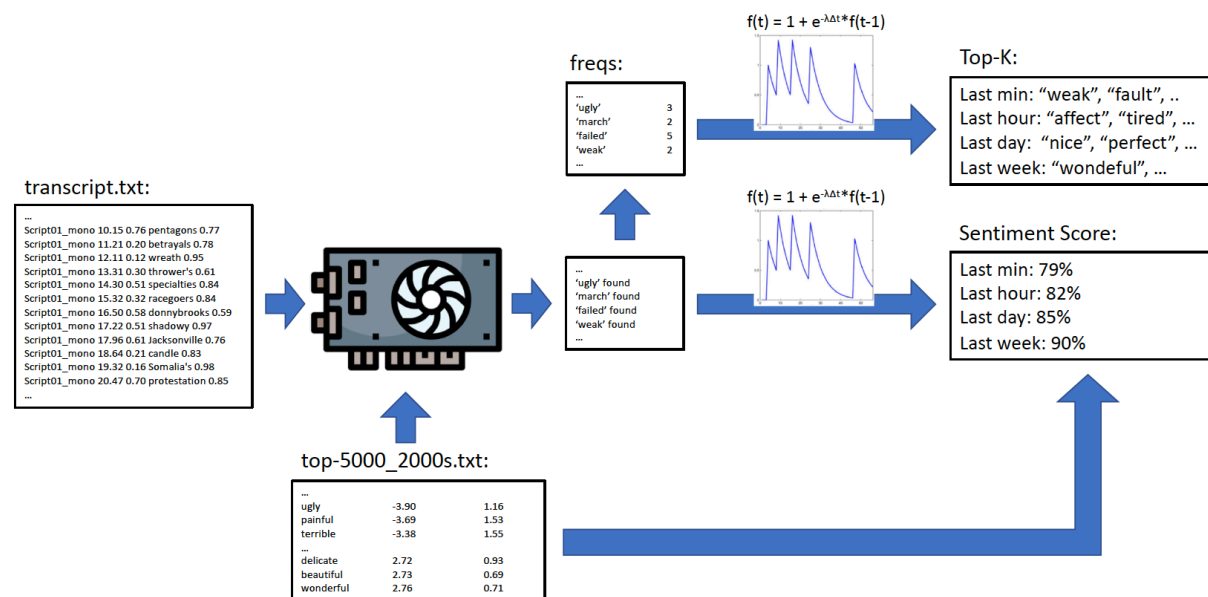 f(t) = 1 + e-λΔt*f(t-1)
freqs:
Top-K:
...
'ugly' 3
'march' 2
'failed' 5
'weak' 2
...
Last min: "weak", "fault", ..
Last hour: "affect", "tired", ...
Last day: "nice", "perfect", ...
Last week: "wondeful", ...
transcript.txt:
...
Script01_mono 10.15 0.76 pentagons 0.77
Script01_mono 11.21 0.20 betrayals 0.78
Script01_mono 12.11 0.12 wreath 0.95
Script01_mono 13.31 0.30 thrower's 0.61
Script01_mono 14.30 0.51 specialties 0.84
Script01_mono 15.32 0.32 racegoers 0.84
Script01_mono 16.50 0.58 donnybrooks 0.59
Script01_mono 17.22 0.51 shadowy 0.97
Script01_mono 17.96 0.61 Jacksonville 0.76
Script01_mono 18.64 0.21 candle 0.83
Script01_mono 19.32 0.16 Somalia's 0.98
Script01_mono 20.47 0.70 protestation 0.85
...
...
'ugly' found
'march' found
'failed' found
'weak' found
...
f(t) = 1 + e-λΔt*f(t-1)
Sentiment Score:
Last min: 79%
Last hour: 82%
Last day: 85%
Last week: 90%
top-5000_2000s.txt:
...
ugly -3.90 1.16
painful -3.69 1.53
terrible -3.38 1.55
...
delicate 2.72 0.93
beautiful 2.73 0.69
wonderful 2.76 0.71